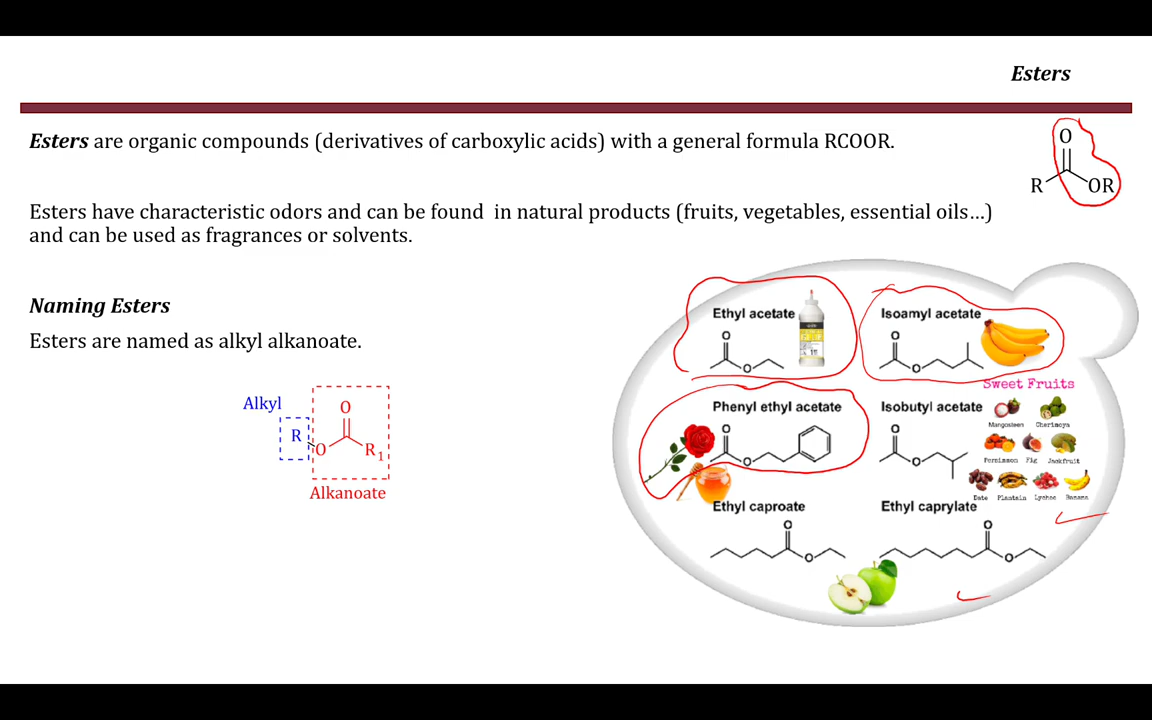 Esters
Esters are organic compounds (derivatives of carboxylic acids) with a general formula RCOOR.
O
R
OR
Esters have characteristic odors and can be found in natural products (fruits, vegetables, essential oils...)
and can be used as fragrances or solvents.
Naming Esters
Esters are named as alkyl alkanoate.
Alkyl
R
O
O
R1
Alkanoate
Ethyl acetate
O
O
Isoamyl acetate
O
O
Sweet Fruits
Phenyl ethyl acetate
O
O
Isobutyl acetate
O
O
Mangosteen Cherimoya
Persimmon Fig Jackfruit
Date Plantain Lychee Banana
Ethyl caproate
O
O
Ethyl caprylate
O
O